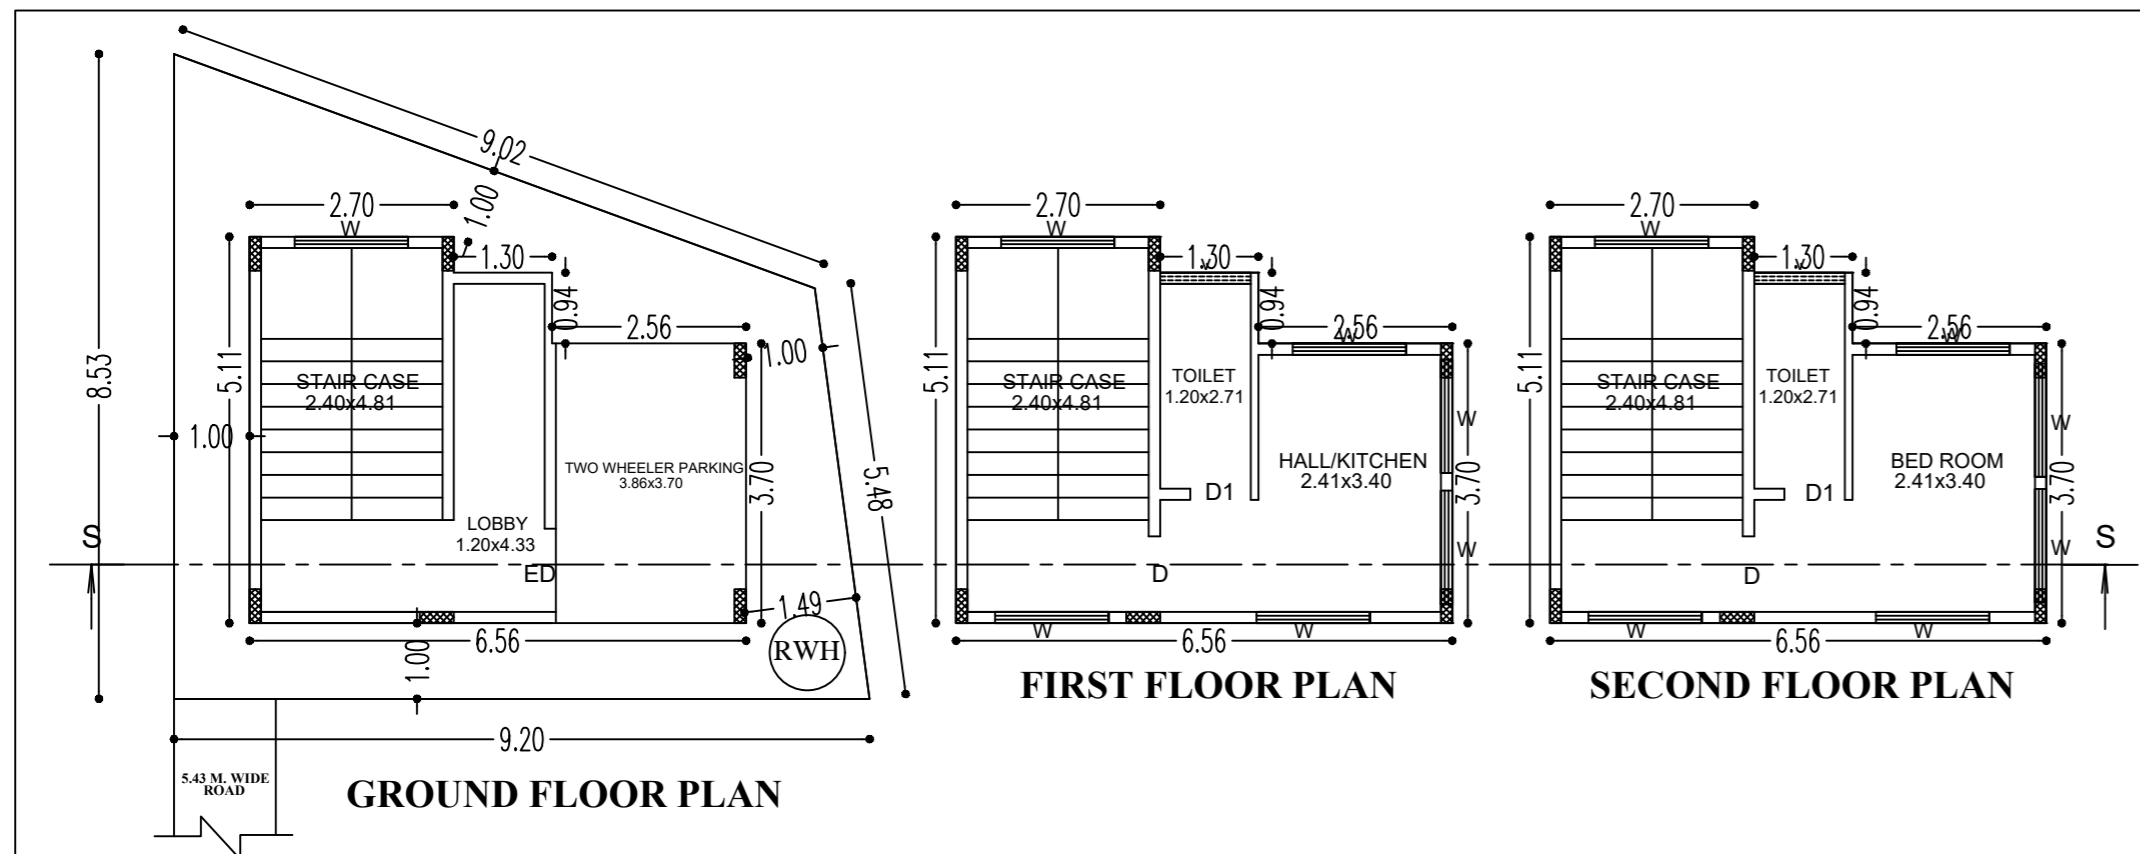 9.02
1.00
2.70
W
1.30
0.94
2.56
1.00
8.53
5.11
STAIR CASE
2.40x4.81
1.00
TWO WHEELER PARKING
3.86x3.70
3.70
5.48
LOBBY
1.20x4.33
S
ED
1.49
RWH
6.56
1.00
9.20
5.43 M. WIDE
ROAD
GROUND FLOOR PLAN
2.70
W
1.30
W
0.94
2.56
W
5.11
STAIR CASE
2.40x4.81
TOILET
1.20x2.71
W
HALL/KITCHEN
2.41x3.40
D1
3.70
W
D
W
W
6.56
FIRST FLOOR PLAN
2.70
W
1.30
W
0.94
2.56
W
5.11
STAIR CASE
2.40x4.81
TOILET
1.20x2.71
W
BED ROOM
2.41x3.40
D1
3.70
W
S
D
W
W
6.56
SECOND FLOOR PLAN